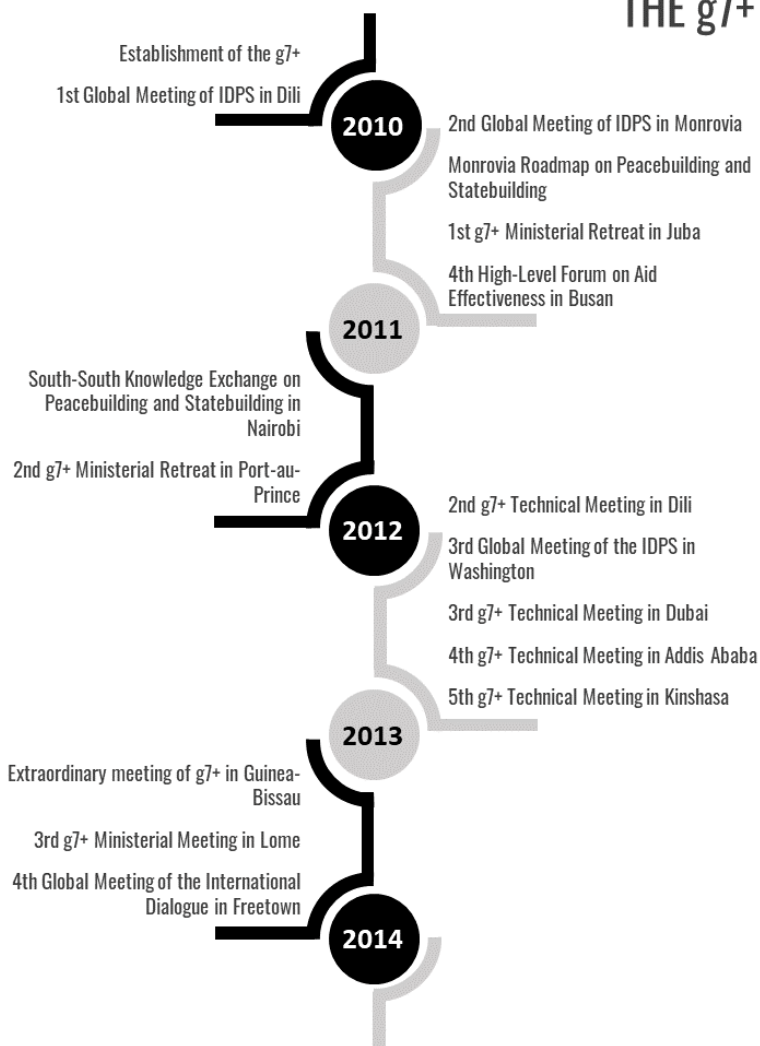 THE g7+
Establishment of the g7+
1st Global Meeting of IDPS in Dili
2010
2nd Global Meeting of IDPS in Monrovia
Monrovia Roadmap on Peacebuilding and
Statebuilding
1st g7+ Ministerial Retreat in Juba
4th High-Level Forum on Aid
Effectiveness in Busan
2011
South-South Knowledge Exchange on
Peacebuilding and Statebuilding in
Nairobi
2nd g7+ Ministerial Retreat in Port-au-
Prince
2012
2nd g7+ Technical Meeting in Dili
3rd Global Meeting of the IDPS in
Washington
3rd g7+ Technical Meeting in Dubai
4th g7+ Technical Meeting in Addis Ababa
5th g7+ Technical Meeting in Kinshasa
2013
Extraordinary meeting of g7+ in Guinea-
Bissau
3rd g7+ Ministerial Meeting in Lome
4th Global Meeting of the International
Dialogue in Freetown
2014